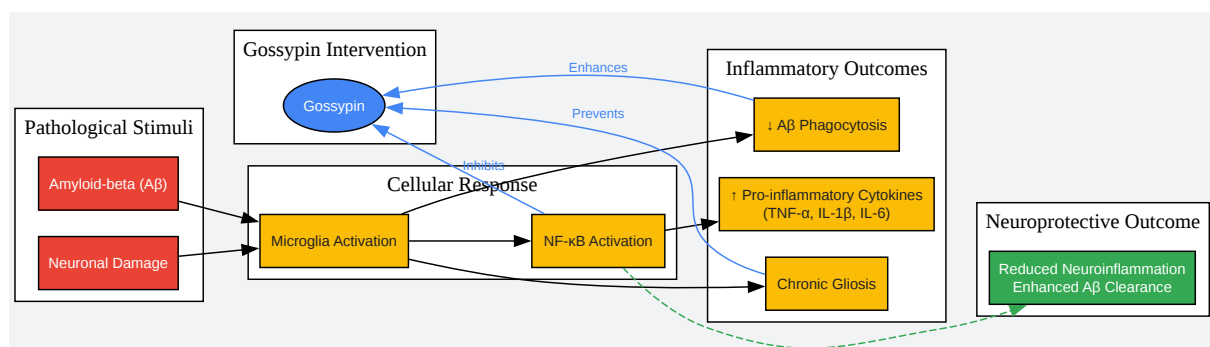 Pathological Stimuli
Amyloid-beta (Aβ)
Neuronal Damage
Gossypin Intervention
Gossypin
Enhances
Prevents
Inhibits
Cellular Response
Microglia Activation
NF-κB Activation
Inflammatory Outcomes
↓ Aβ Phagocytosis
↑ Pro-inflammatory Cytokines
(TNF-α, IL-1β, IL-6)
Chronic Gliosis
Neuroprotective Outcome
Reduced Neuroinflammation
Enhanced Aβ Clearance